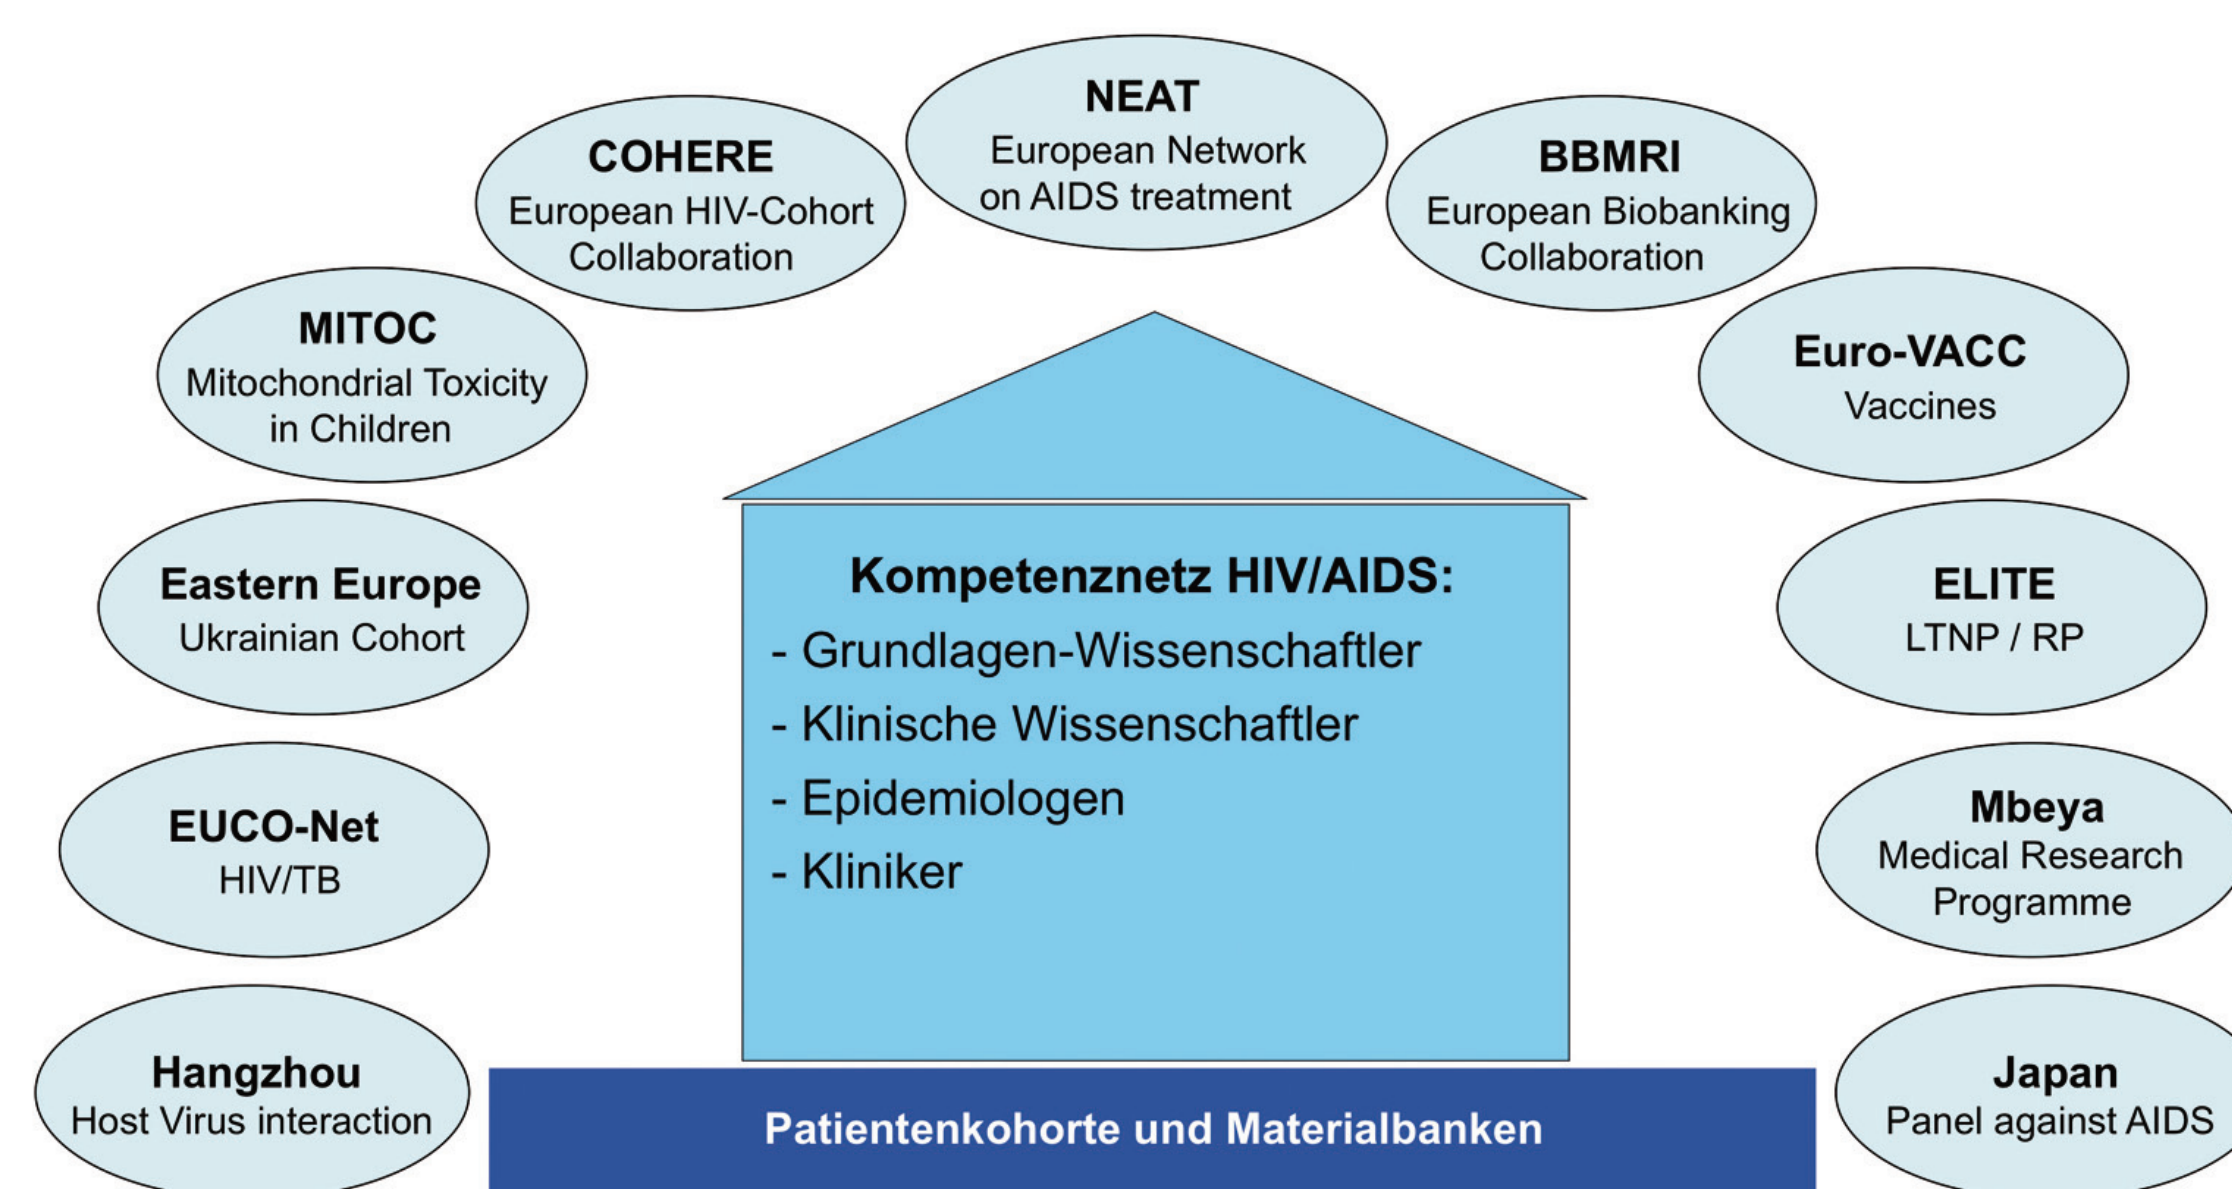 NEAT
European Network
on AIDS treatment
COHERE
European HIV-Cohort
Collaboration
BBMRI
European Biobanking
Collaboration
MITOC
Mitochondrial Toxicity
in Children
Euro-VACC
Vaccines
Eastern Europe
Ukrainian Cohort
ELITE
LTNP / RP
EUCO-Net
HIV/TB
Mbeya
Medical Research
Programme
Hangzhou
Host Virus interaction
Japan
Panel against AIDS
Kompetenznetz HIV/AIDS:
- Grundlagen-Wissenschaftler
- Klinische Wissenschaftler
- Epidemiologen
- Kliniker
Patientenkohorte und Materialbanken